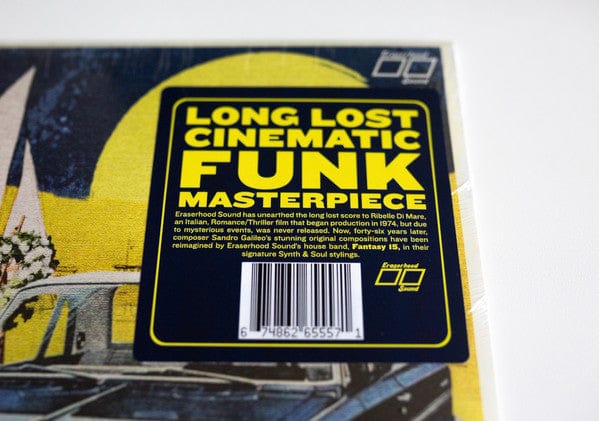 Eraserhood
Sound
LONG LOST
CINEMATIC
FUNK
MASTERPIECE
Eraserhood Sound has unearthed the long lost score to Ribelle Di Mare,
an Italian, Romance/Thriller film that began production in 1974, but due
to mysterious events, was never released. Now, forty-six years later,
composer Sandro Galileo's stunning original compositions have been
reimagined by Eraserhood Sound's house band, Fantasy 15, in their
signature Synth & Soul stylings.
Eraserhood
Sound
6 74862 65557 1